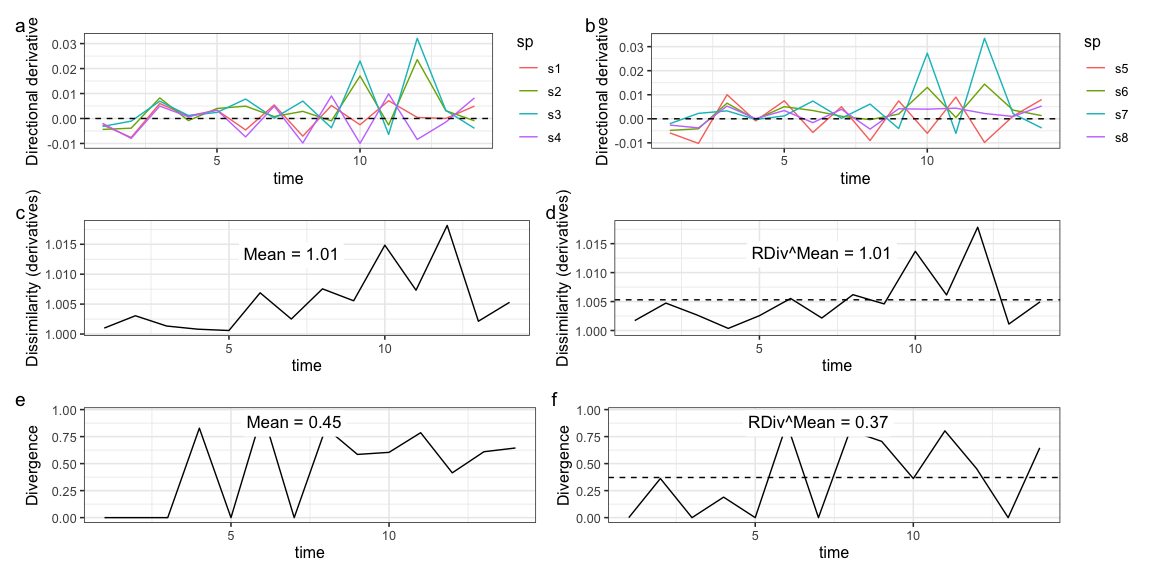 a
Directional derivative
0.03
0.02
0.01
0.00
-0.01
5
10
time
sp
s1
s2
s3
s4
b
Directional derivative
0.03
0.02
0.01
0.00
-0.01
5
10
time
sp
s5
s6
s7
s8
c
Dissimilarity (derivatives)
1.015
1.010
1.005
1.000
Mean = 1.01
5
10
time
d
Dissimilarity (derivatives)
1.015
1.010
1.005
1.000
RDiv^Mean = 1.01
5
10
time
e
Divergence
1.00
0.75
0.50
0.25
0.00
Mean = 0.45
5
10
time
f
Divergence
1.00
0.75
0.50
0.25
0.00
RDiv^Mean = 0.37
5
10
time